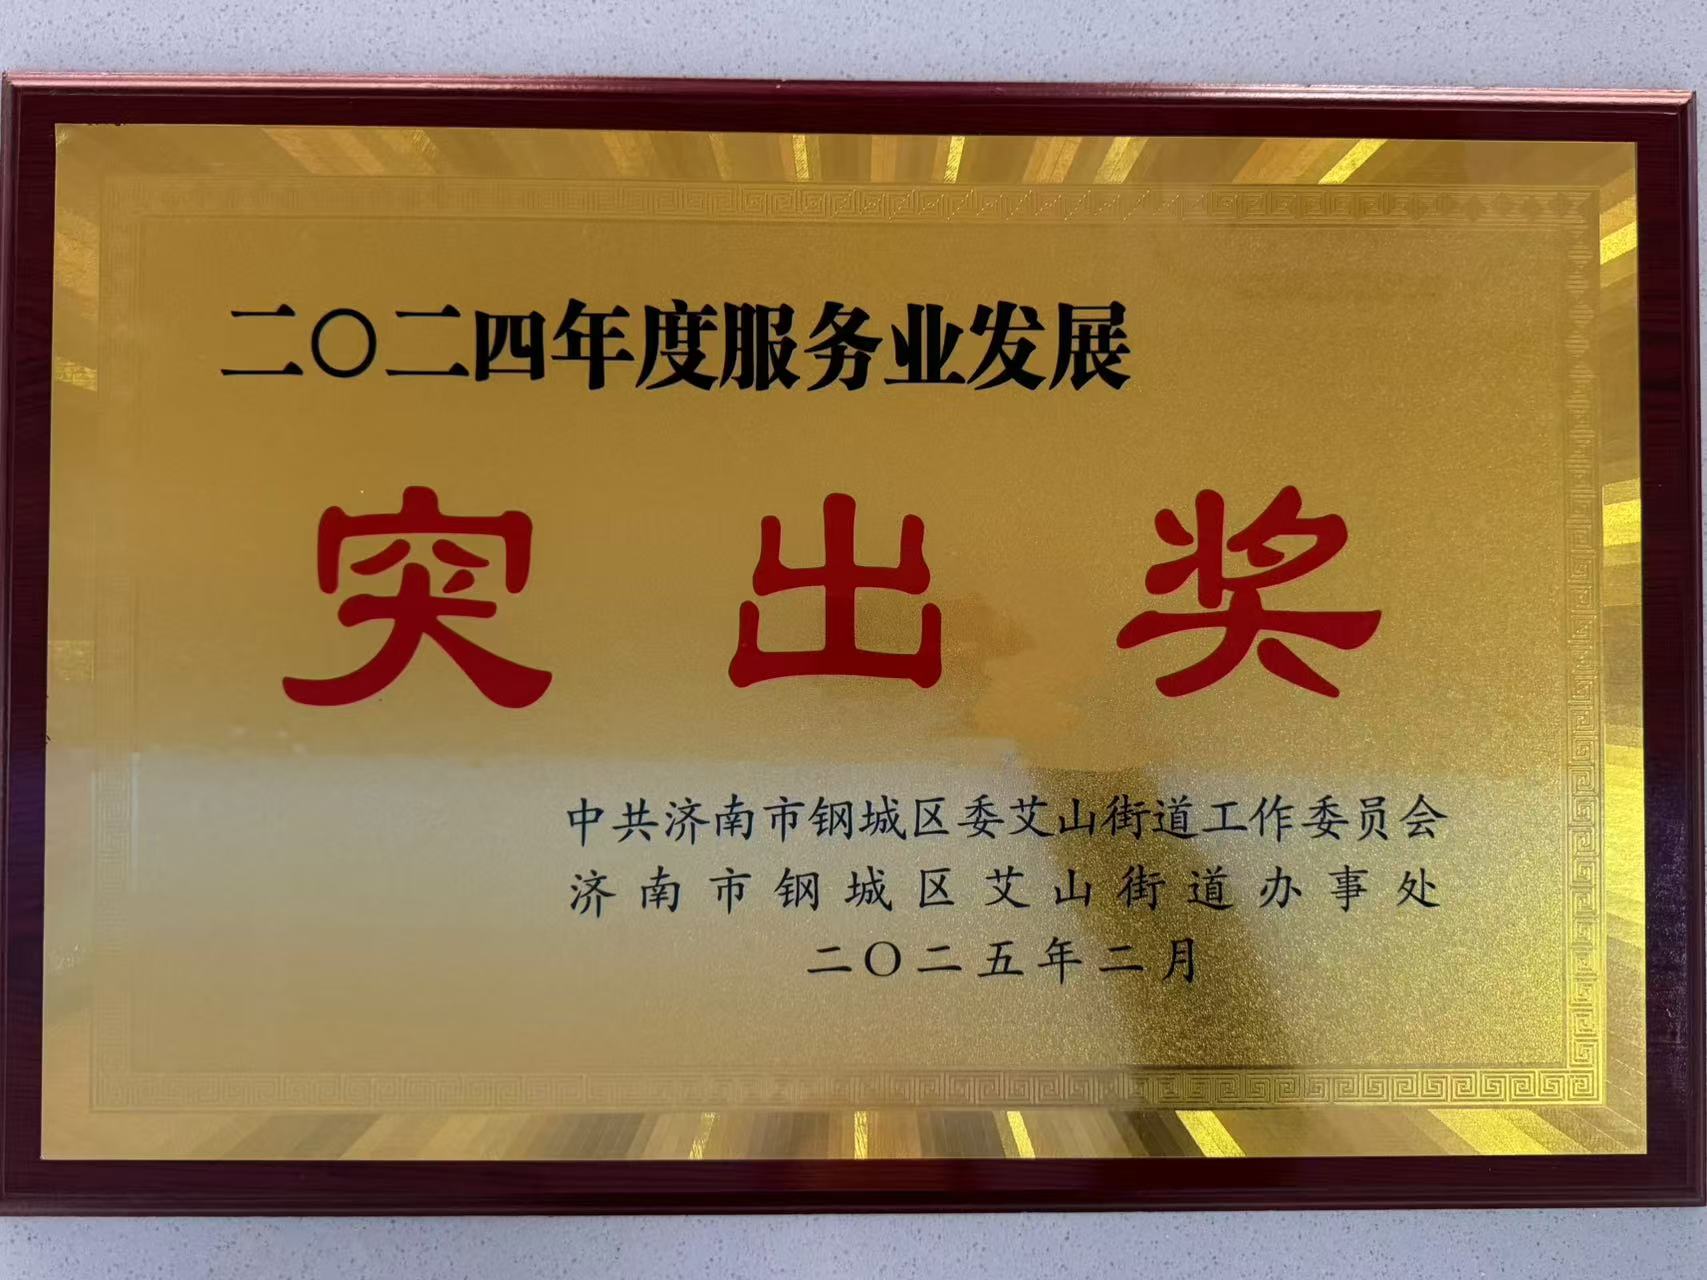 二〇二四年度服务业发展
突出奖
中共济南市钢城区委艾山街道工作委员会
济南市钢城区艾山街道办事处
二〇二五年二月